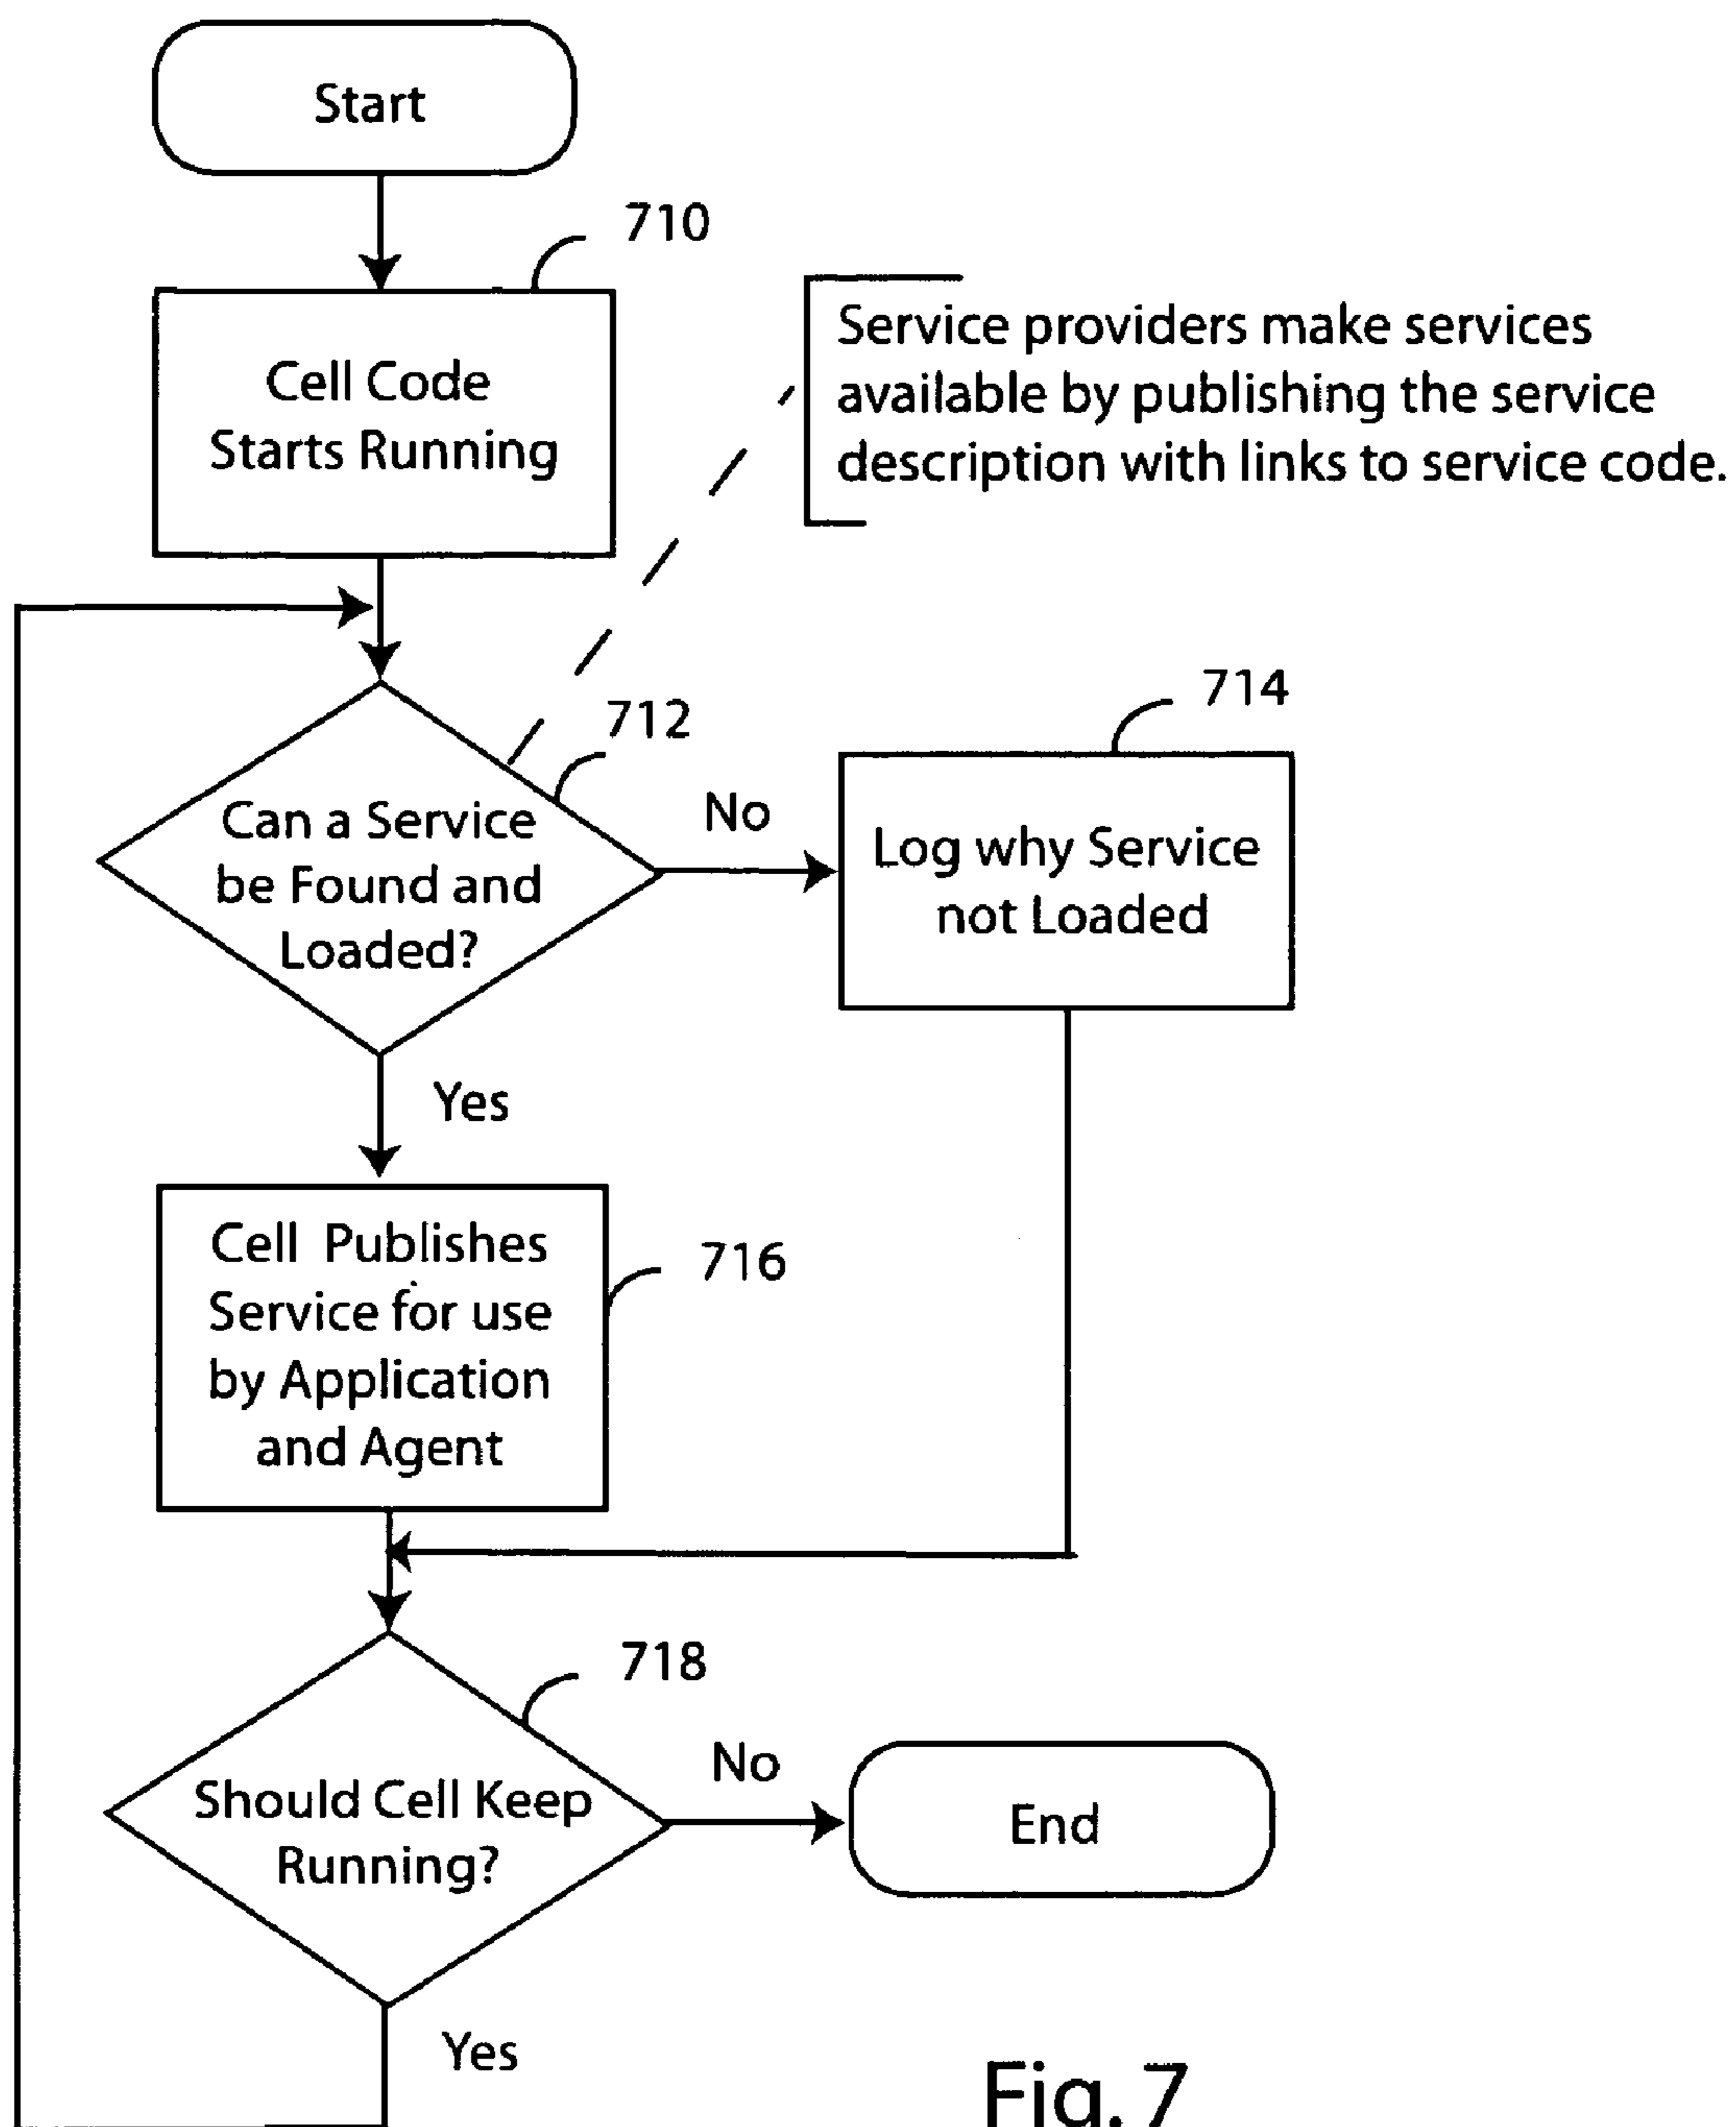 Start
710
Cell Code
Starts Running
Service providers make services
available by publishing the service
description with links to service code.
712
Can a Service
be Found and
Loaded?
No
714
Log why Service
not Loaded
Yes
Cell Publishes
Service for use
by Application
and Agent
716
718
Should Cell Keep
Running?
No
End
Yes
Fig. 7